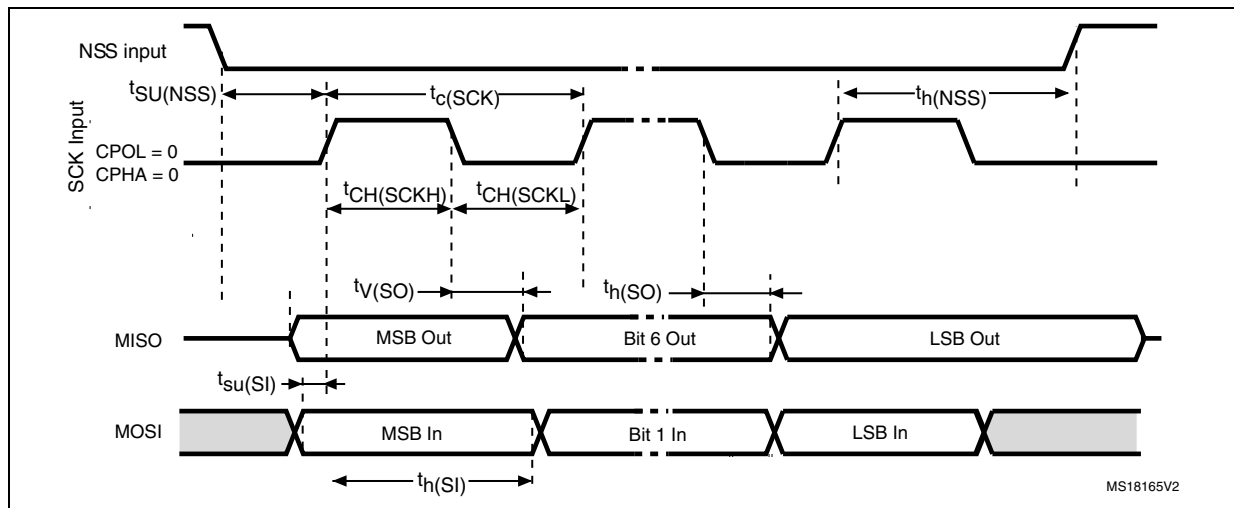 NSS input
tSU(NSS)
tc(SCK)
th(NSS)
SCK Input
CPOL = 0
CPHA = 0
tCH(SCKH)
tCH(SCKL)
tV(SO)
th(SO)
MISO
MSB Out
Bit 6 Out
LSB Out
tsu(SI)
MOSI
MSB In
Bit 1 In
LSB In
th(SI)
MS18165V2